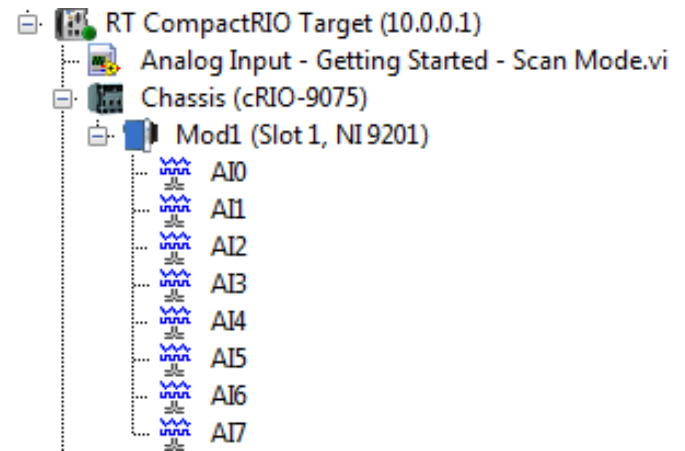 RT CompactRIO Target (10.0.0.1)
Analog Input - Getting Started - Scan Mode.vi
Chassis (cRIO-9075)
Mod1 (Slot 1, NI 9201)
AI0
AI1
AI2
AI3
AI4
AI5
AI6
AI7